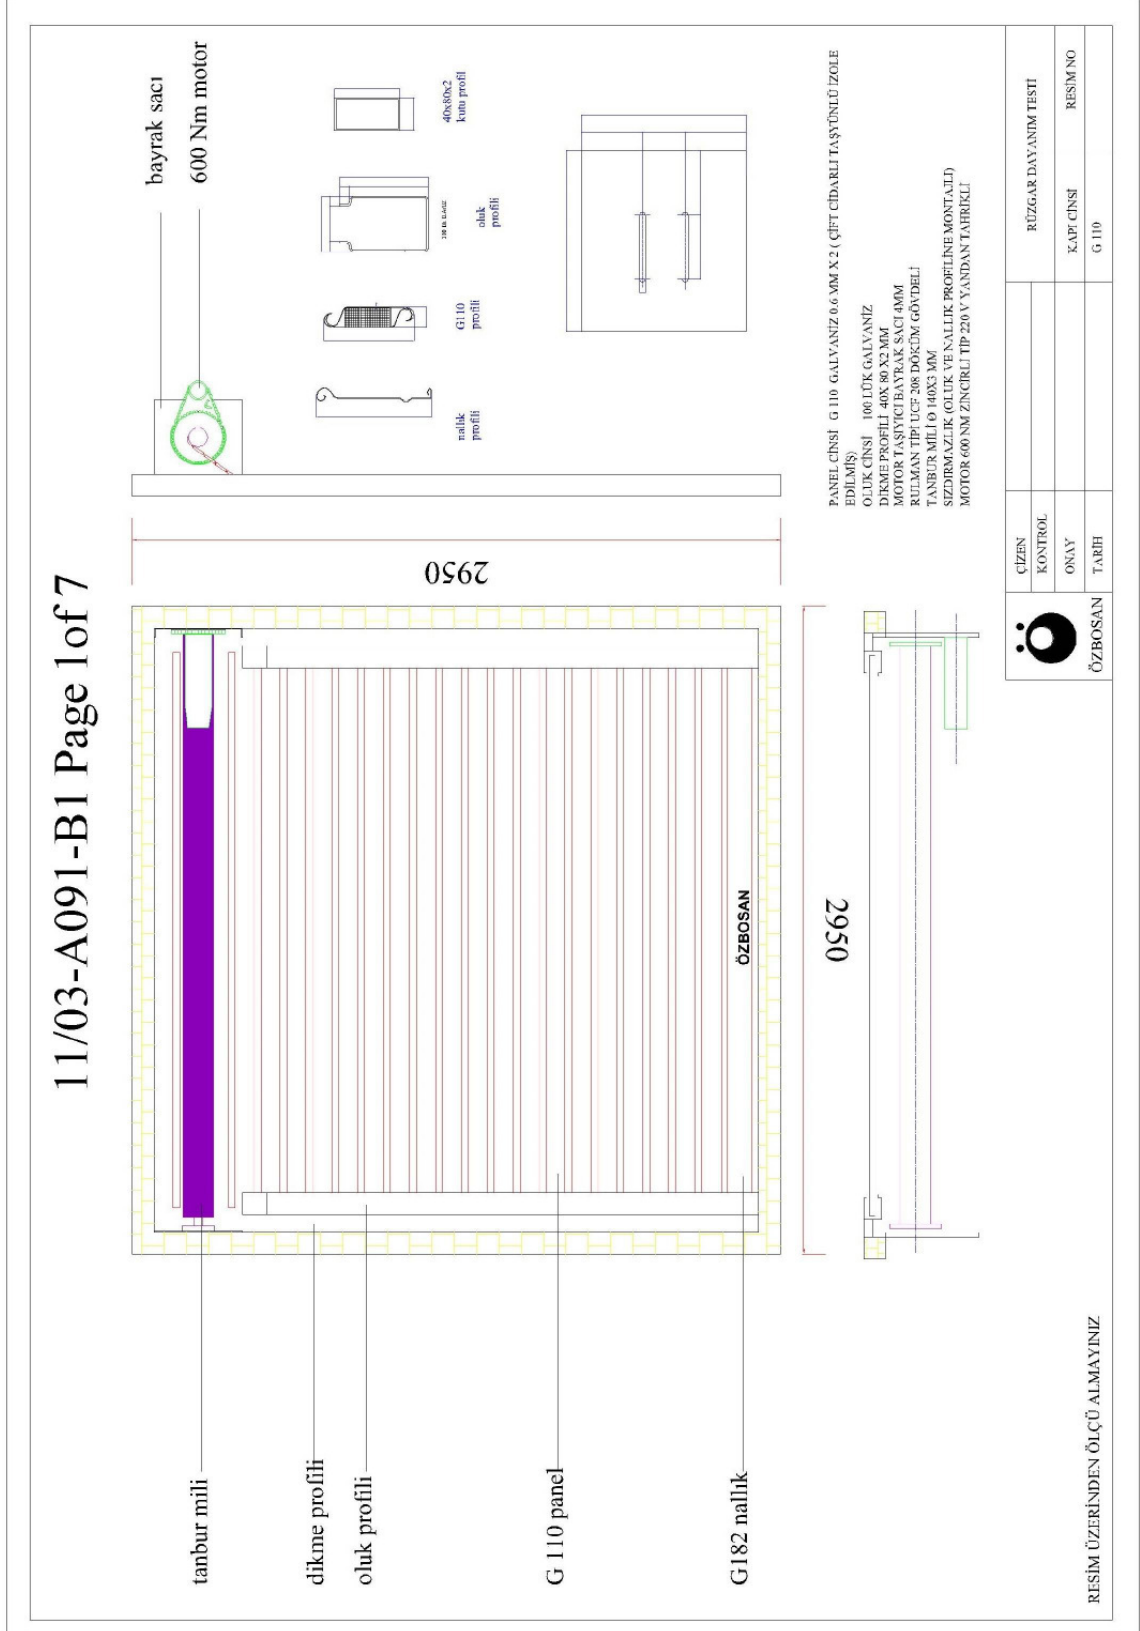 11/03-A091-B1 Page 1of 7
tanbur mili
dikme profili
oluk profili
G 110 panel
G182 nallık
ÖZBOSAN
2950
2950
bayrak sacı
600 Nm motor
nallık
profili
G110
profili
oluk
profili
40x80x2
kutu profil
PANEL CİNSİ G 110 GALVANİZ 0.6 MM X 2 ( ÇİFT CİDARLI TAŞYÜNLÜ İZOLE
EDİLMİŞ)
OLUK CİNSİ 100 LÜK GALVANİZ
DİKME PROFİLİ 40X 80 X2 MM
MOTOR TAŞIYICI BAYRAK SACI 4MM
RULMAN TİPİ UCF 208 DÖKÜM GÖVDELİ
TANBUR MİLİ Ø 140X3 MM
SIZDIRMAZLIK (OLUK VE NALLIK PROFİLİNE MONTAJLI)
MOTOR 600 NM ZİNCİRLİ TİP 220 V YANDAN TAHRİKLİ
ÖZBOSAN
ÇİZEN
KONTROL
ONAY
TARİH
RÜZGAR DAYANIM TESTİ
KAPI CİNSİ
RESİM NO
G 110
RESİM ÜZERİNDEN ÖLÇÜ ALMAYINIZ